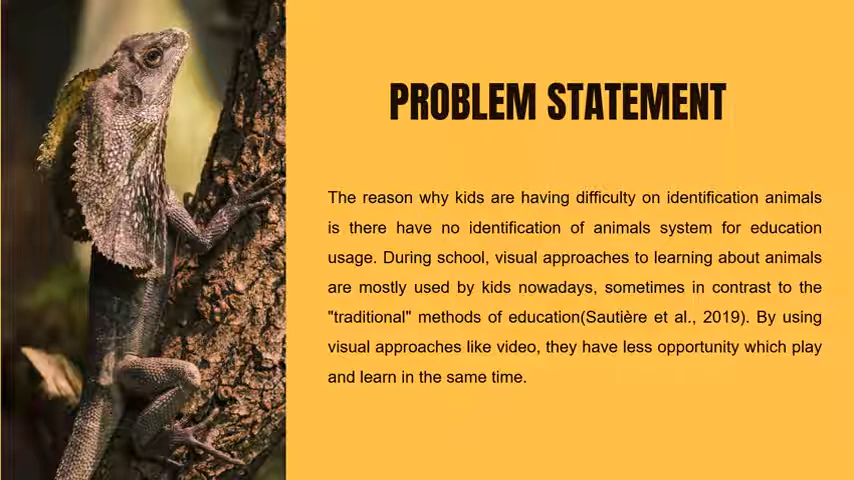 PROBLEM STATEMENT
The reason why kids are having difficulty on identification animals
is there have no identification of animals system for education
usage. During school, visual approaches to learning about animals
are mostly used by kids nowadays, sometimes in contrast to the
"traditional" methods of education(Sautière et al., 2019). By using
visual approaches like video, they have less opportunity which play
and learn in the same time.